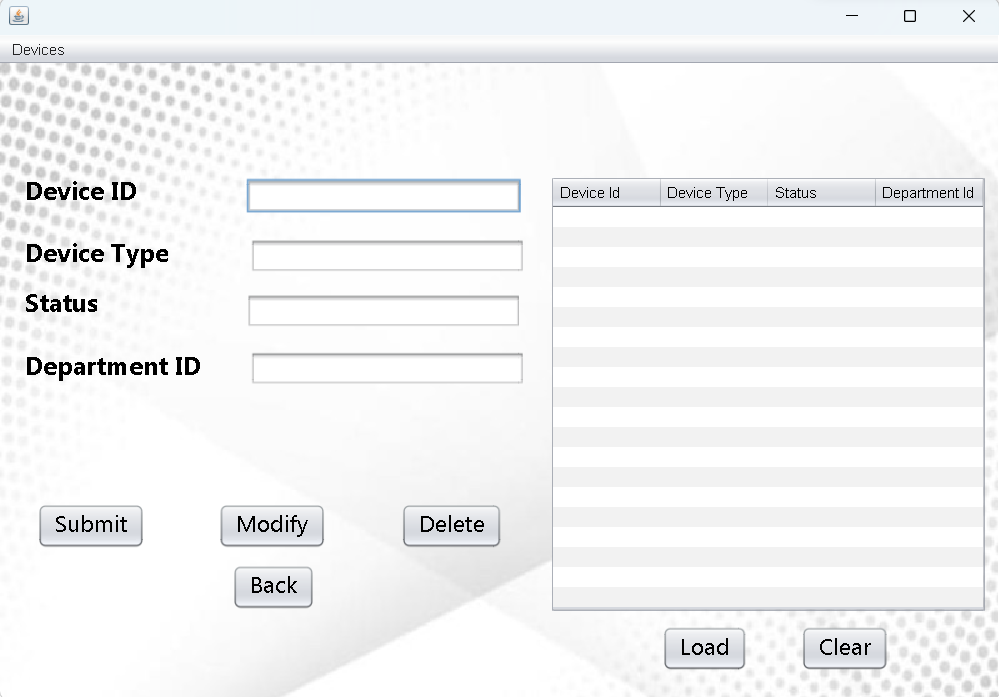 Devices
Device ID
Device Type
Status
Department ID
Device Id Device Type Status Department Id
Submit Modify Delete
Back
Load Clear